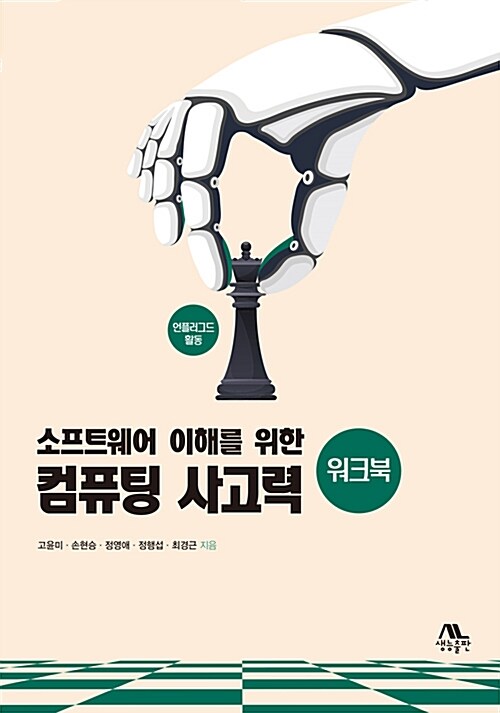 언플러그드
활동
소프트웨어 이해를 위한
컴퓨팅 사고력
워크북
고윤미 · 손현승 · 정영애 · 정행섭 · 최경근 지음
생능출판